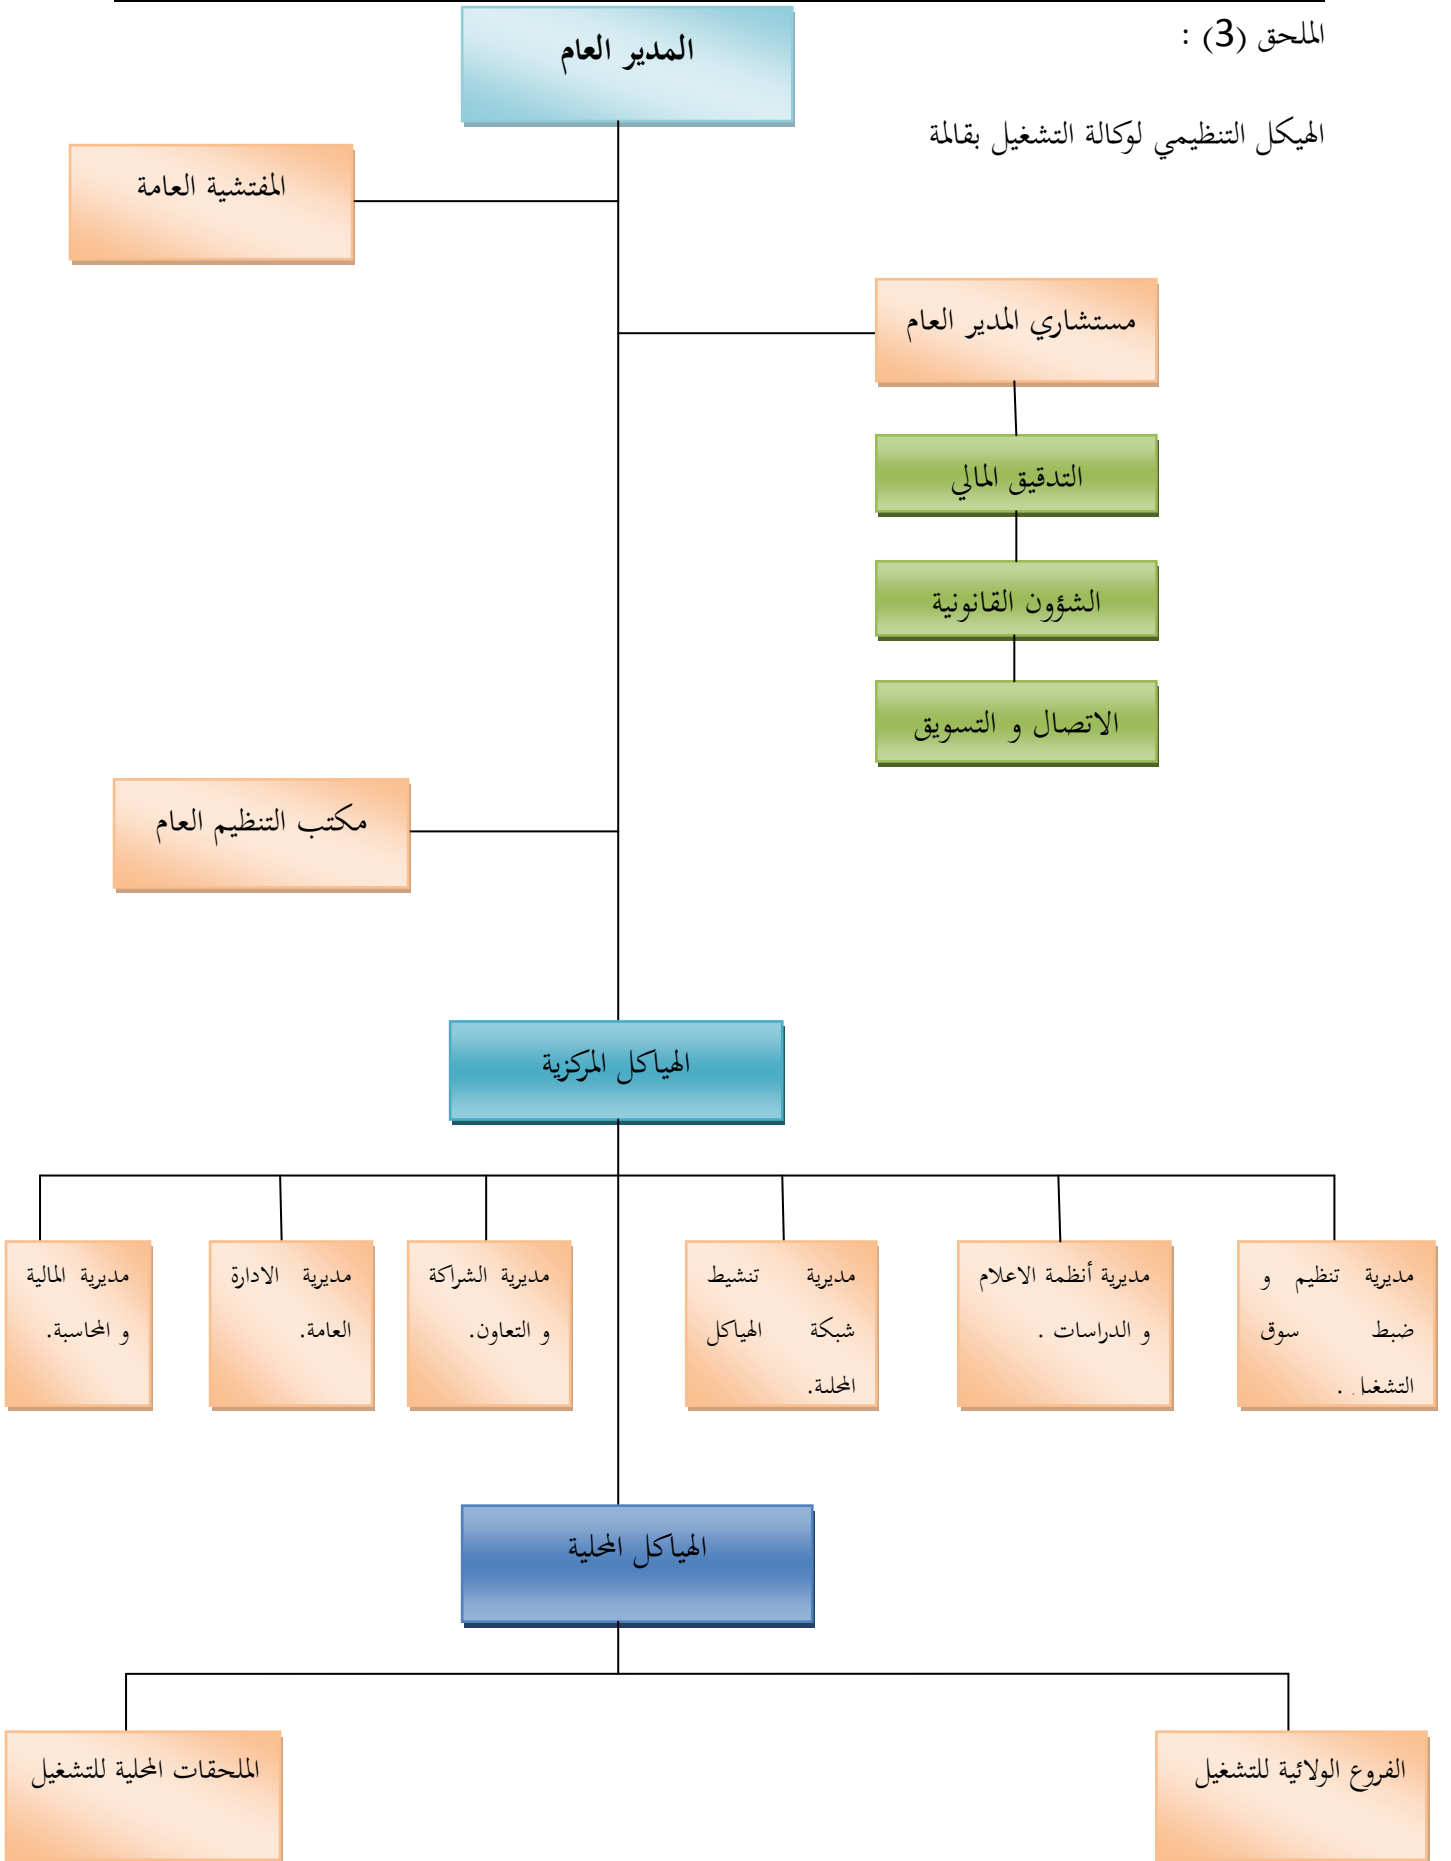 الملحق (3) :
المدير العام
الهيكل التنظيمي لوكالة التشغيل بقالمة
المفتشية العامة
مستشاري المدير العام
التدقيق المالي
الشؤون القانونية
الاتصال و التسويق
مكتب التنظيم العام
الهياكل المركزية
مديرية تنظيم و
ضبط سوق
التشغيل .
مديرية أنظمة الاعلام
و الدراسات .
مديرية تنشيط
شبكة الهياكل
المحلية.
مديرية الشراكة
و التعاون.
مديرية الادارة
العامة.
مديرية المالية
و المحاسبة.
الهياكل المحلية
الفروع الولائية للتشغيل
الملحقات المحلية للتشغيل